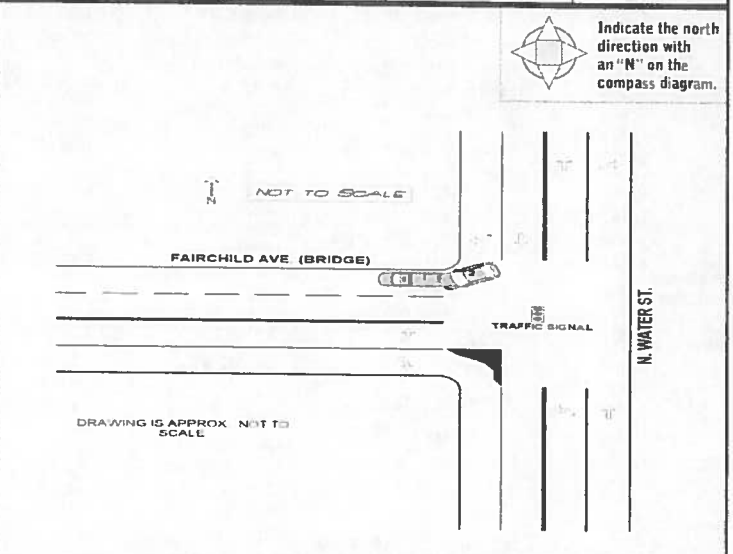 Indicate the north
direction with
an "N" on the
compass diagram.
N
NOT TO SCALE
FAIRCHILD AVE. (BRIDGE)
TRAFFIC SIGNAL
N. WATER ST.
DRAWING IS APPROX NOT TO
SCALE